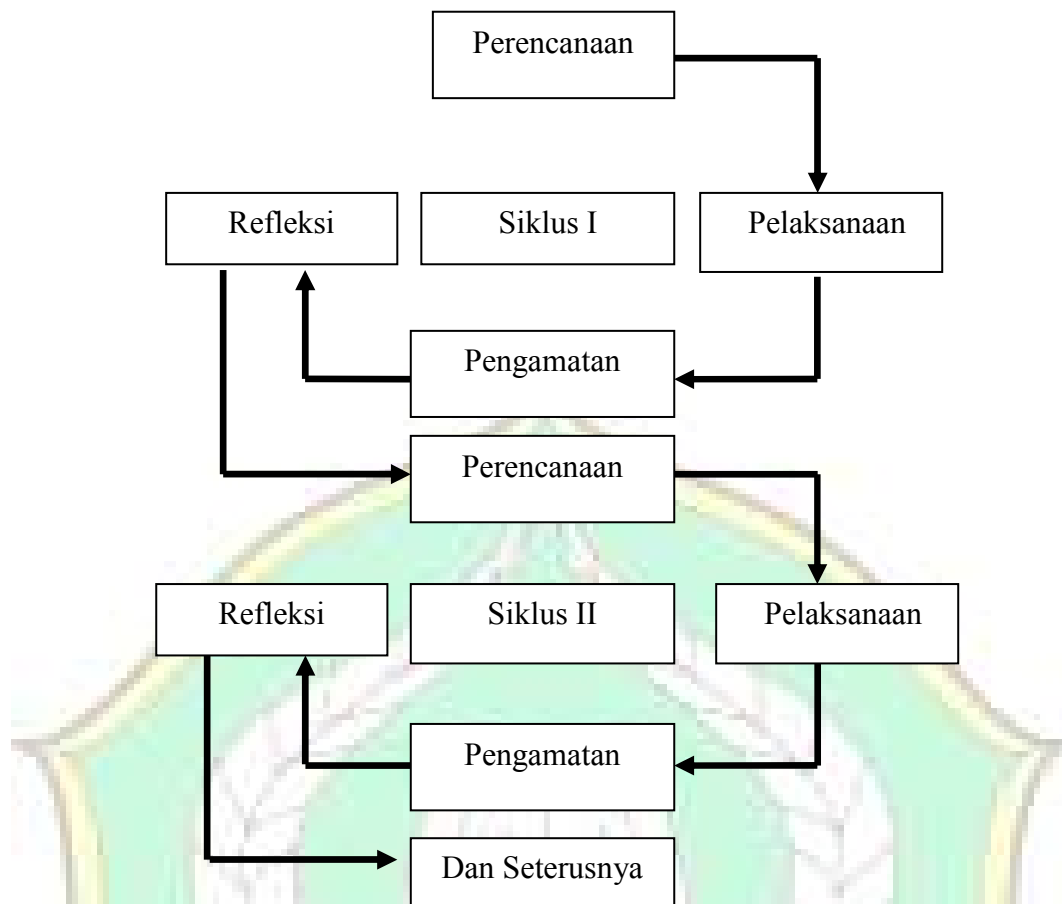 Perencanaan
Refleksi
Siklus I
Pelaksanaan
Pengamatan
Perencanaan
Refleksi
Siklus II
Pelaksanaan
Pengamatan
Dan Seterusnya